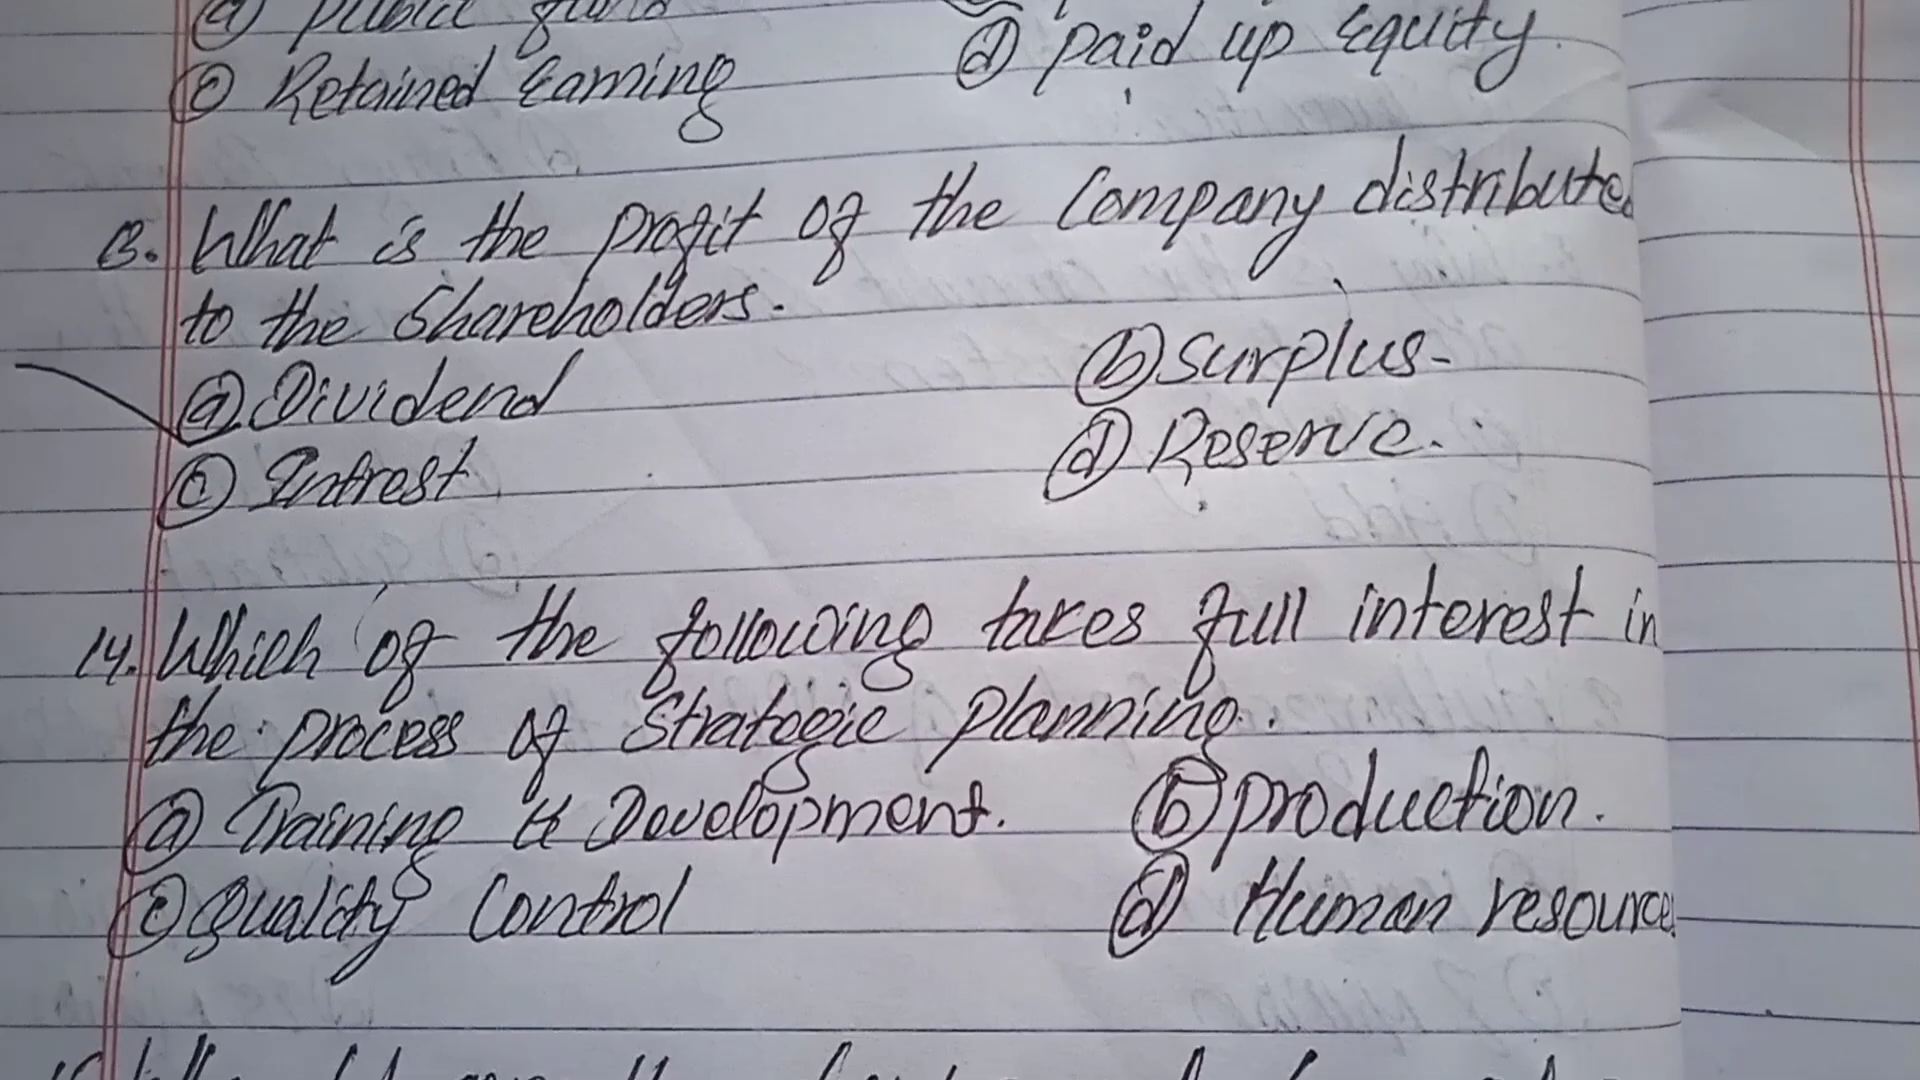 (a) public fund
(d) paid up Equity.
(c) Retained Earning
13. What is the profit of the Company distributed
to the Shareholders.
(a) Dividend
(b) Surplus-
(c) Intrest
(d) Reserve.
14. Which of the following takes full interest in
the process of Strategic planning.
(a) Training & Development.
(b) production.
(c) Quality Control
(d) Human resource